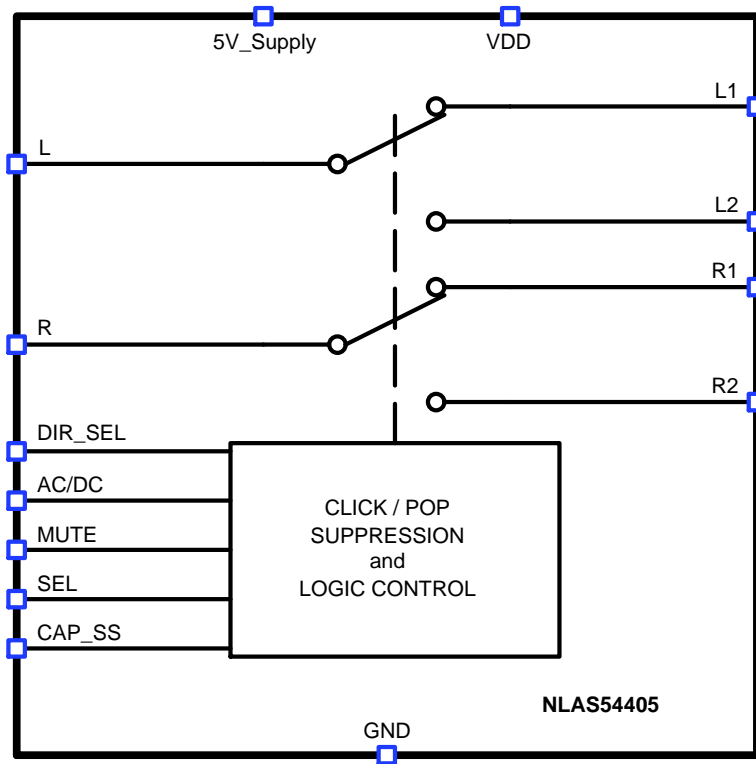 5V_Supply
VDD
L1
L
L2
R1
R
R2
DIR_SEL
AC/DC
MUTE
SEL
CAP_SS
CLICK / POP
SUPPRESSION
and
LOGIC CONTROL
NLAS54405
GND